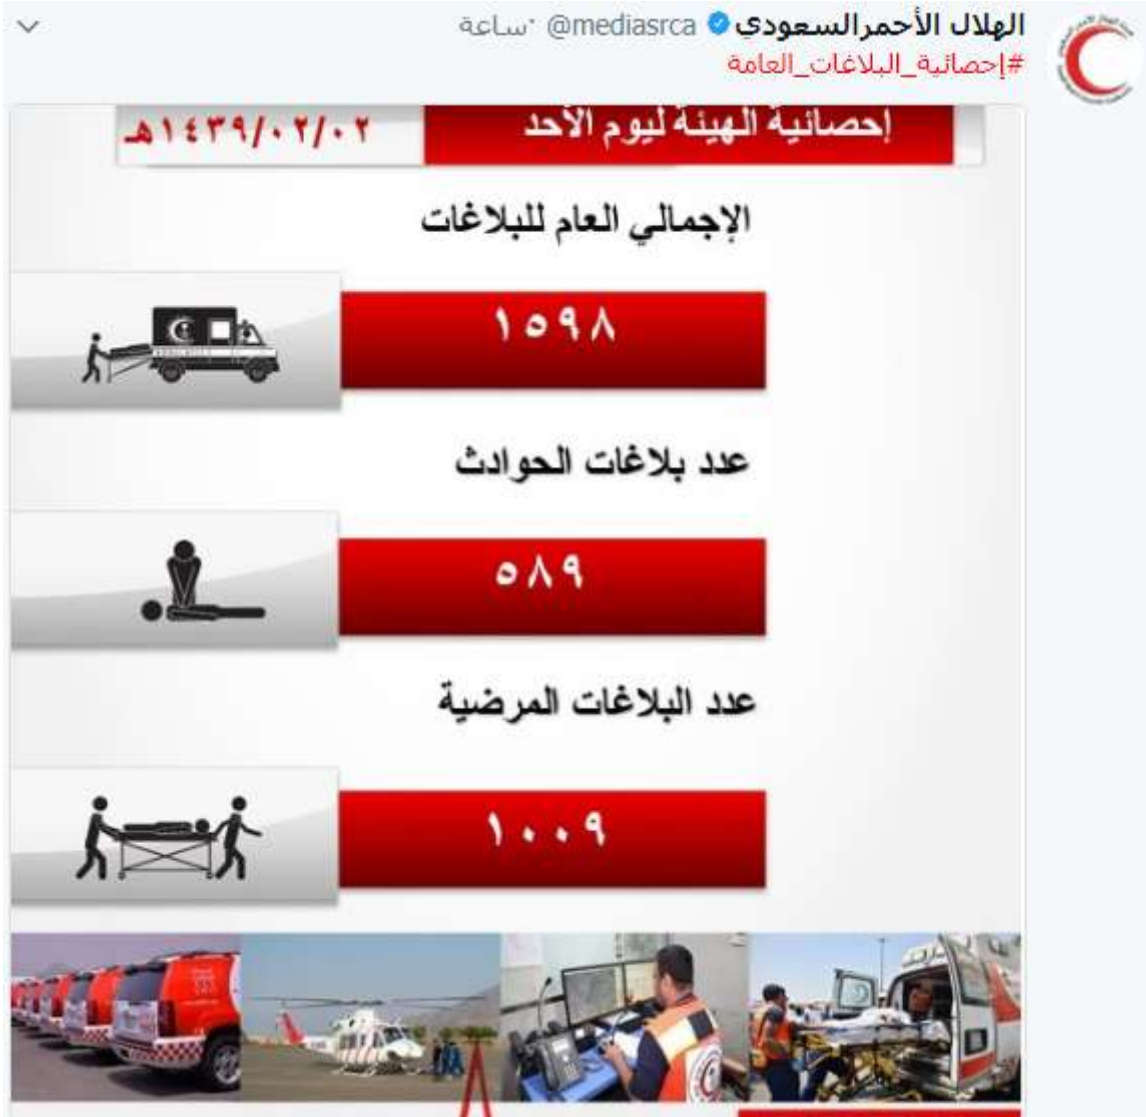 الهلال الأحمرالسعودي @mediasrca · ساعة
#إحصائية_البلاغات_العامة
إحصائية الهيئة ليوم الأحد ١٤٣٩/٠٢/٠٢هـ
الإجمالي العام للبلاغات
١٥٩٨
عدد بلاغات الحوادث
٥٨٩
عدد البلاغات المرضية
١٠٠٩